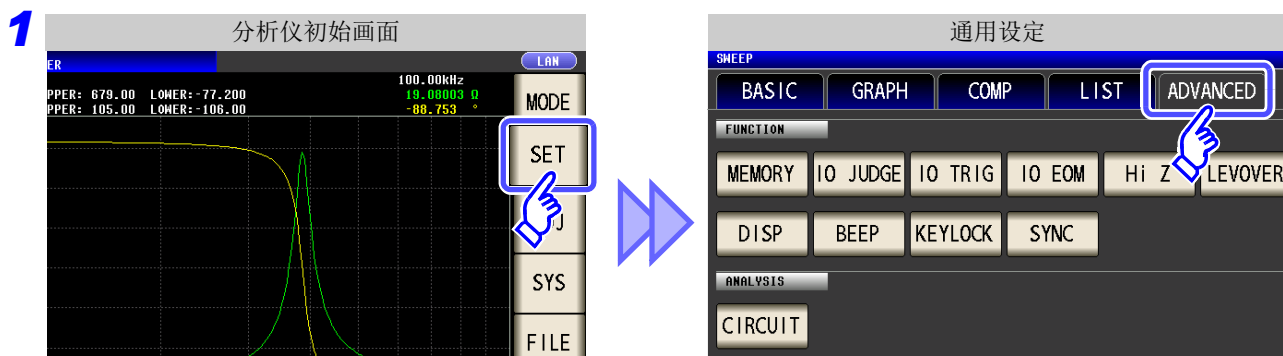 1
分析仪初始画面
ER
LAN
PPER: 679.00 LOWER:-77.200
PPER: 105.00 LOWER:-106.00
100.00kHz
19.08003 Ω
-88.753 °
MODE
SET
J
SYS
FILE
通用设定
SWEEP
BASIC GRAPH COMP LIST ADVANCED
FUNCTION
MEMORY IO JUDGE IO TRIG IO EOM Hi Z LEVOVER
DISP BEEP KEYLOCK SYNC
ANALYSIS
CIRCUIT